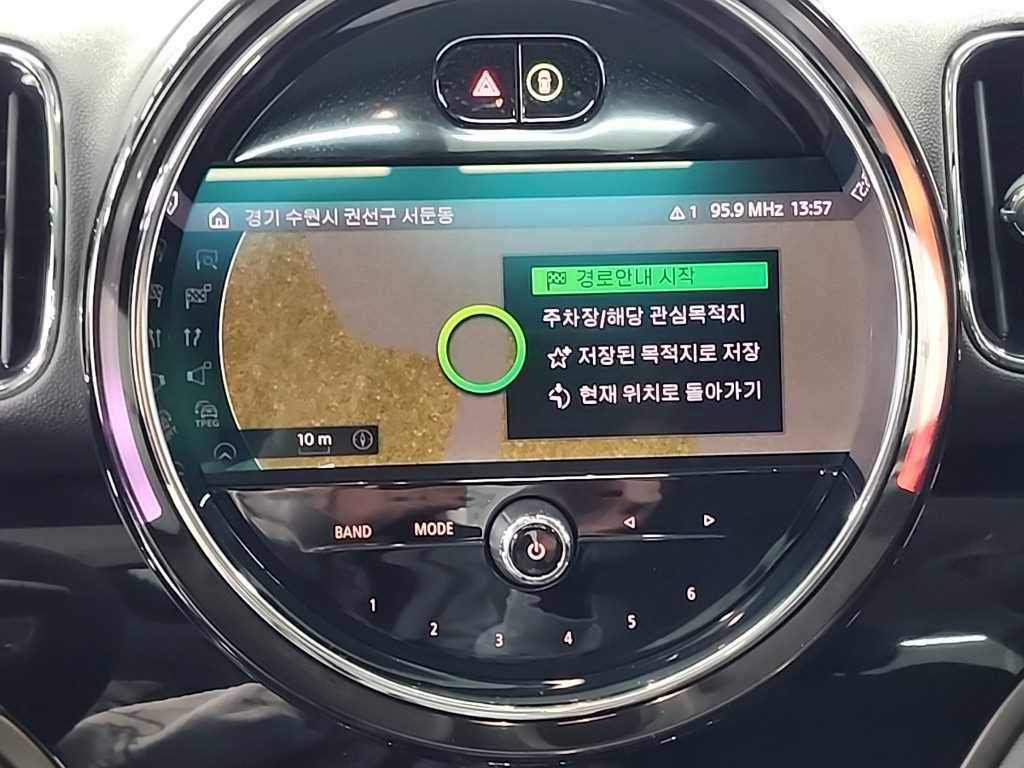 경기 수원시 권선구 서둔동
1 95.9 MHz 13:57
경로안내 시작
주차장/해당 관심목적지
저장된 목적지로 저장
현재 위치로 돌아가기
TPEG
10 m
BAND MODE
1 2 3 4 5 6